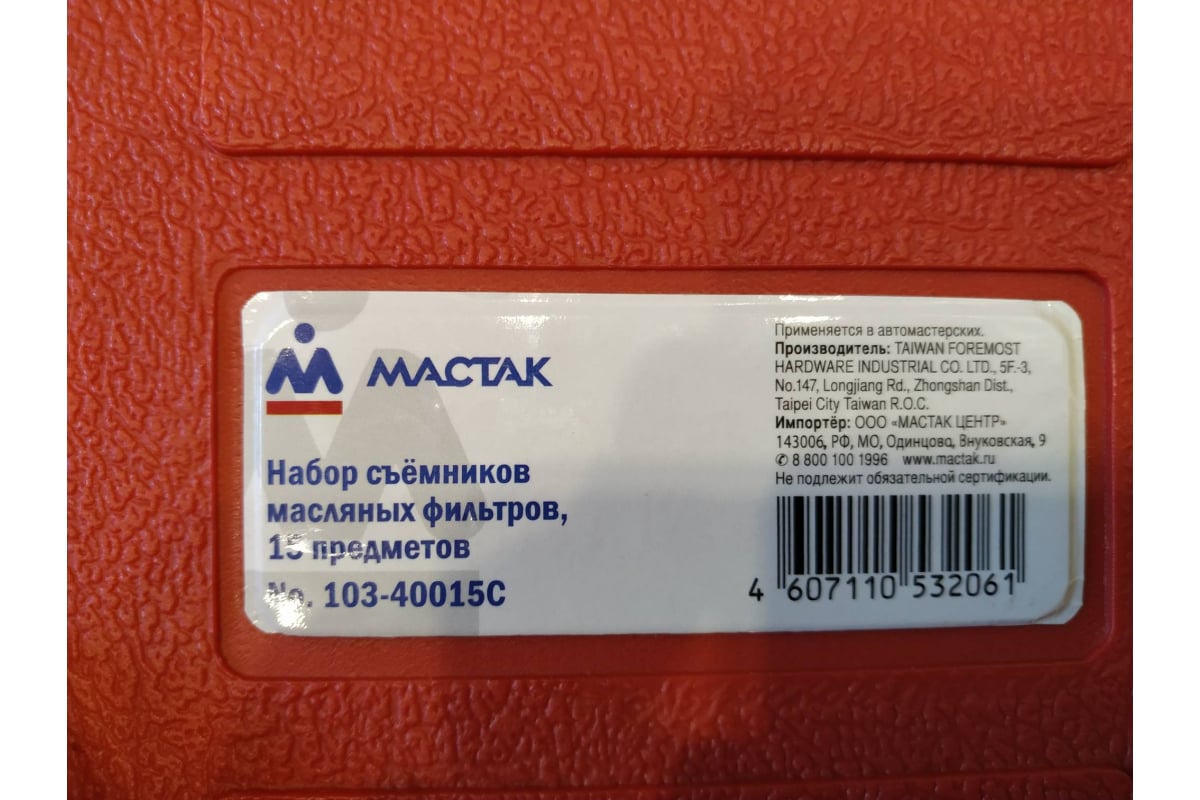 МАСТАК
Набор съёмников
масляных фильтров,
15 предметов
No. 103-40015C
Применяется в автомастерских.
Производитель: TAIWAN FOREMOST
HARDWARE INDUSTRIAL CO. LTD., 5F.-3,
No.147, Longjiang Rd., Zhongshan Dist.,
Taipei City Taiwan R.O.C.
Импортёр: ООО «МАСТАК ЦЕНТР»
143006, РФ, МО, Одинцово, Внуковская, 9
✆ 8 800 100 1996 www.mactak.ru
Не подлежит обязательной сертификации.
4 607110 532061